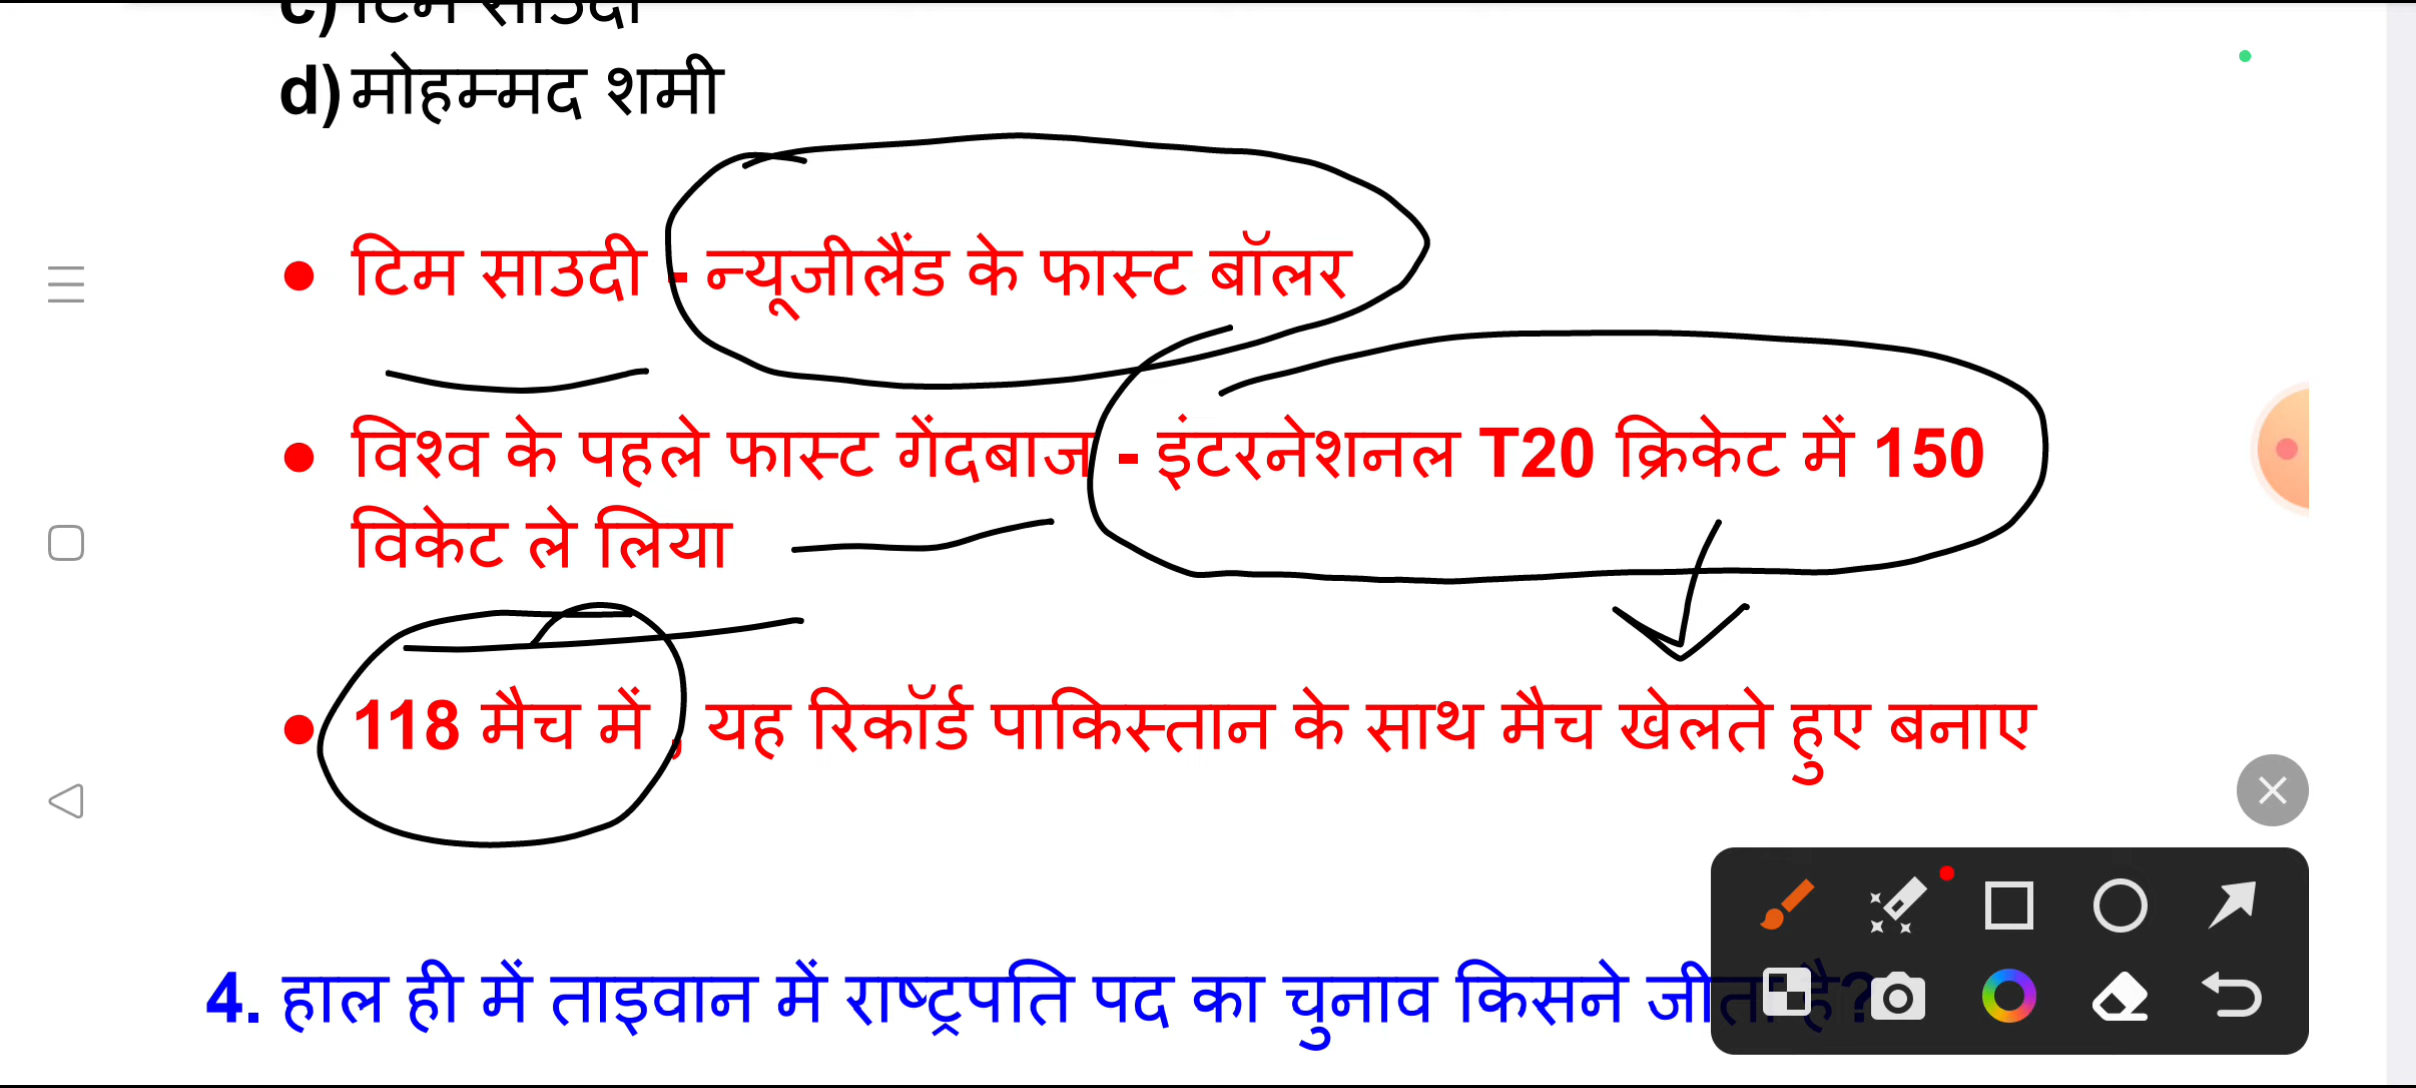 c) टिम साउदी
d) मोहम्मद शमी
● टिम साउदी - न्यूजीलैंड के फास्ट बॉलर
● विश्व के पहले फास्ट गेंदबाज - इंटरनेशनल T20 क्रिकेट में 150
विकेट ले लिया
● 118 मैच में , यह रिकॉर्ड पाकिस्तान के साथ मैच खेलते हुए बनाए
4. हाल ही में ताइवान में राष्ट्रपति पद का चुनाव किसने जीता है?